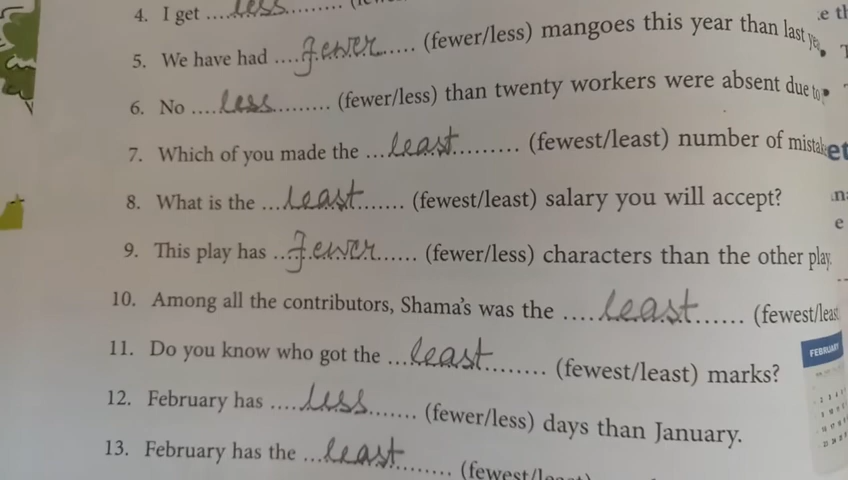 4. I get ....less.........
5. We have had ....fewer..... (fewer/less) mangoes this year than last
6. No ....less......... (fewer/less) than twenty workers were absent due to
7. Which of you made the ...least......... (fewest/least) number of
8. What is the ...least....... (fewest/least) salary you will accept?
9. This play has ...fewer...... (fewer/less) characters than the other play
10. Among all the contributors, Shama's was the ....least....... (fewest/least
11. Do you know who got the ...least........ (fewest/least) marks?
FEBRUARY
12. February has ....less....... (fewer/less) days than January.
13. February has the ...least........